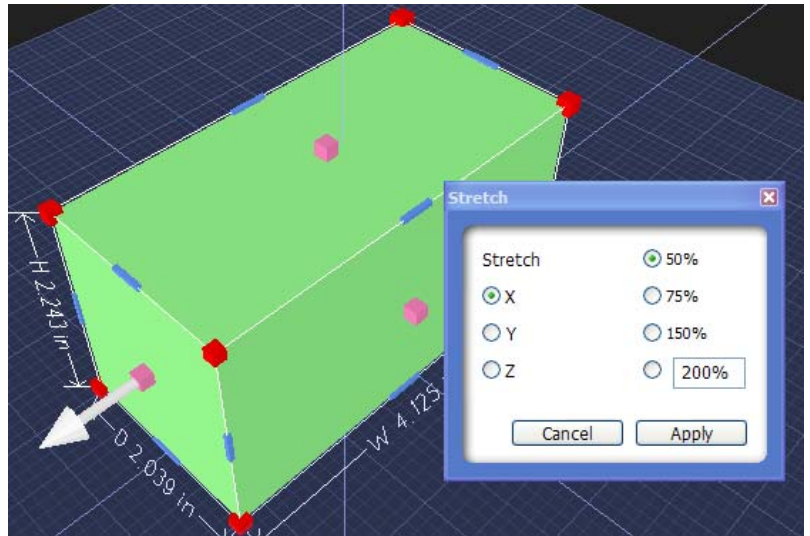 Stretch
Stretch
50%
X
75%
Y
150%
Z
200%
Cancel
Apply
H 2.243 in
D 2.039 in
W 4.125